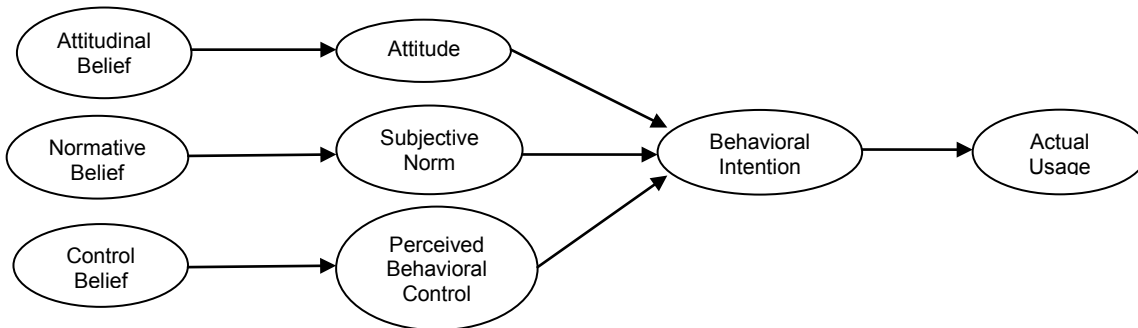 Attitudinal
Belief
Attitude
Normative
Belief
Subjective
Norm
Behavioral
Intention
Actual
Usage
Control
Belief
Perceived
Behavioral
Control